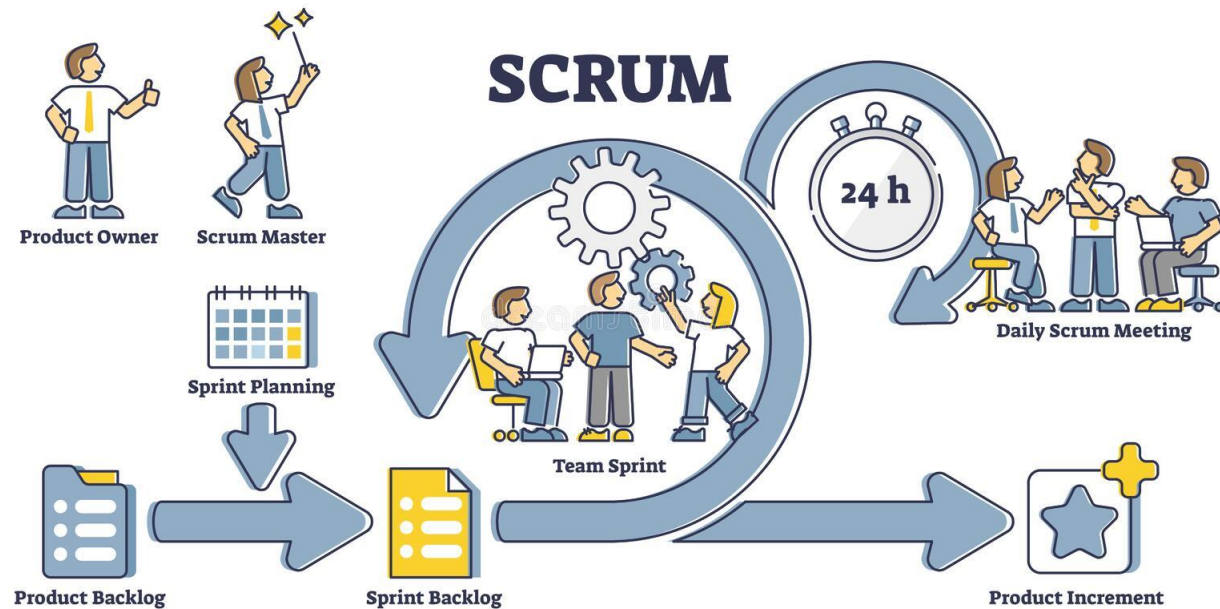 SCRUM
Product Owner
Scrum Master
24 h
Daily Scrum Meeting
Sprint Planning
Team Sprint
Product Backlog
Sprint Backlog
Product Increment